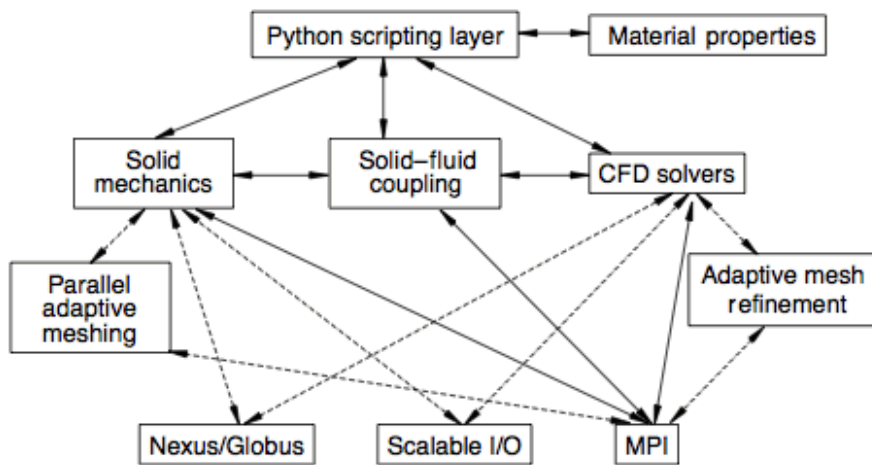 Python scripting layer
Material properties
Solid
mechanics
Solid–fluid
coupling
CFD solvers
Parallel
adaptive
meshing
Adaptive mesh
refinement
Nexus/Globus
Scalable I/O
MPI